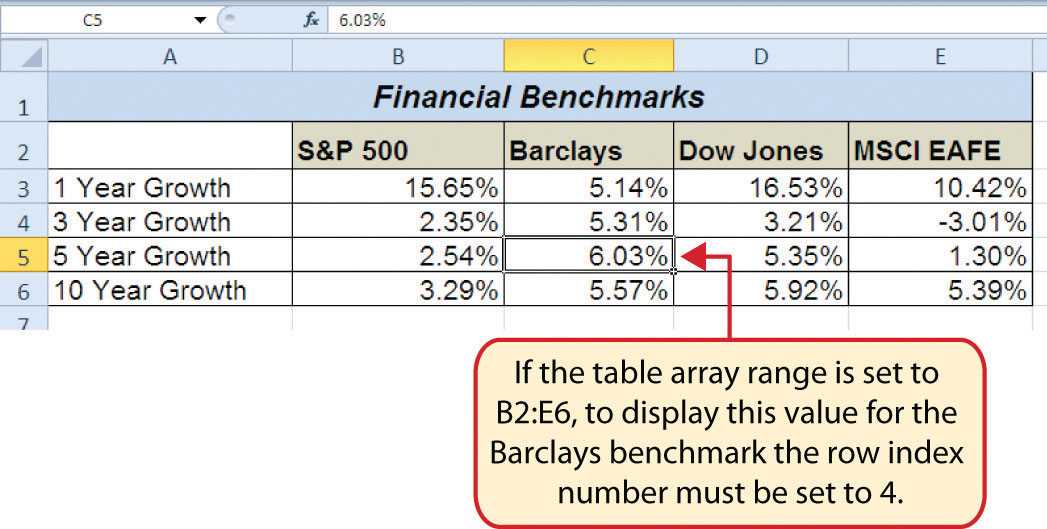 C5 fx 6.03%
A B C D E
1 Financial Benchmarks
2 S&P 500 Barclays Dow Jones MSCI EAFE
3 1 Year Growth 15.65% 5.14% 16.53% 10.42%
4 3 Year Growth 2.35% 5.31% 3.21% -3.01%
5 5 Year Growth 2.54% 6.03% 5.35% 1.30%
6 10 Year Growth 3.29% 5.57% 5.92% 5.39%
7
If the table array range is set to
B2:E6, to display this value for the
Barclays benchmark the row index
number must be set to 4.